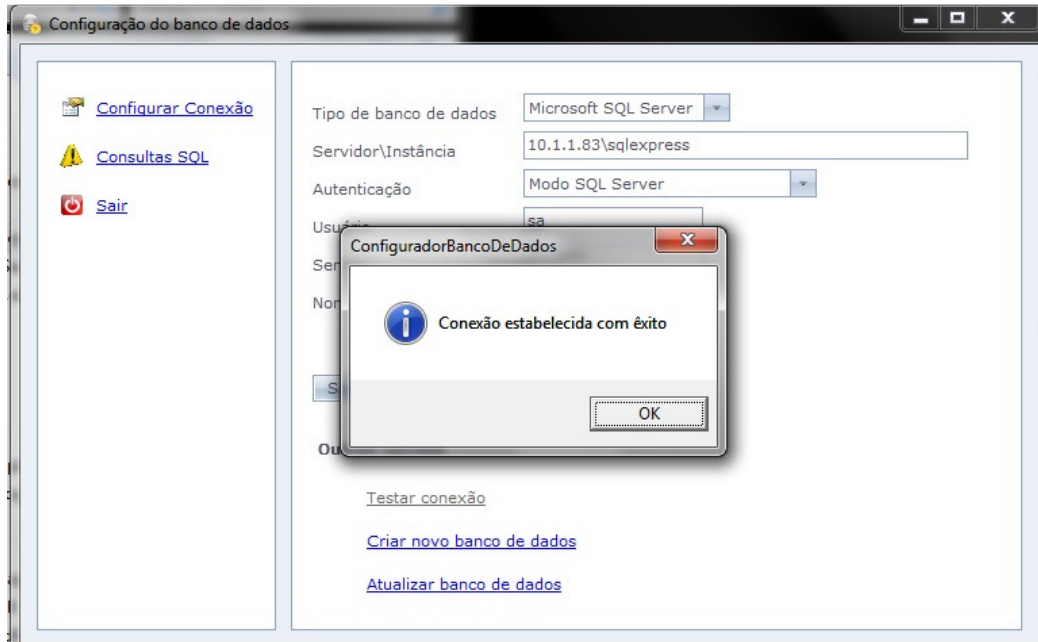 Configuração do banco de dados
Configurar Conexão
Consultas SQL
Sair
Tipo de banco de dados
Microsoft SQL Server
Servidor\Instância
10.1.1.83\sqlexpress
Autenticação
Modo SQL Server
sa
ConfiguradorBancoDeDados
Conexão estabelecida com êxito
OK
Testar conexão
Criar novo banco de dados
Atualizar banco de dados